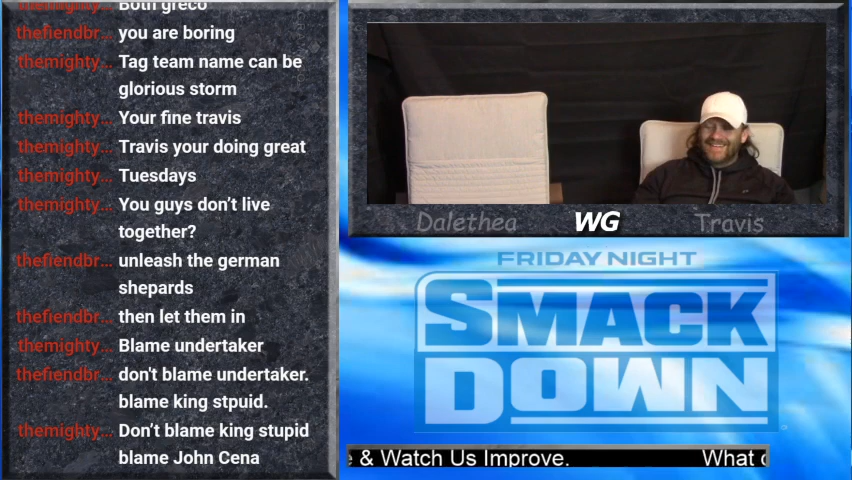 themighty... Both greco
thefiendbr... you are boring
themighty... Tag team name can be
glorious storm
themighty... Your fine travis
themighty... Travis your doing great
themighty... Tuesdays
themighty... You guys don't live
together?
thefiendbr... unleash the german
shepards
thefiendbr... then let them in
themighty... Blame undertaker
thefiendbr... don't blame undertaker.
blame king stpuid.
themighty... Don't blame king stupid
blame John Cena
Dalethea WG Travis
FRIDAY NIGHT
SMACK
DOWN
& Watch Us Improve. What